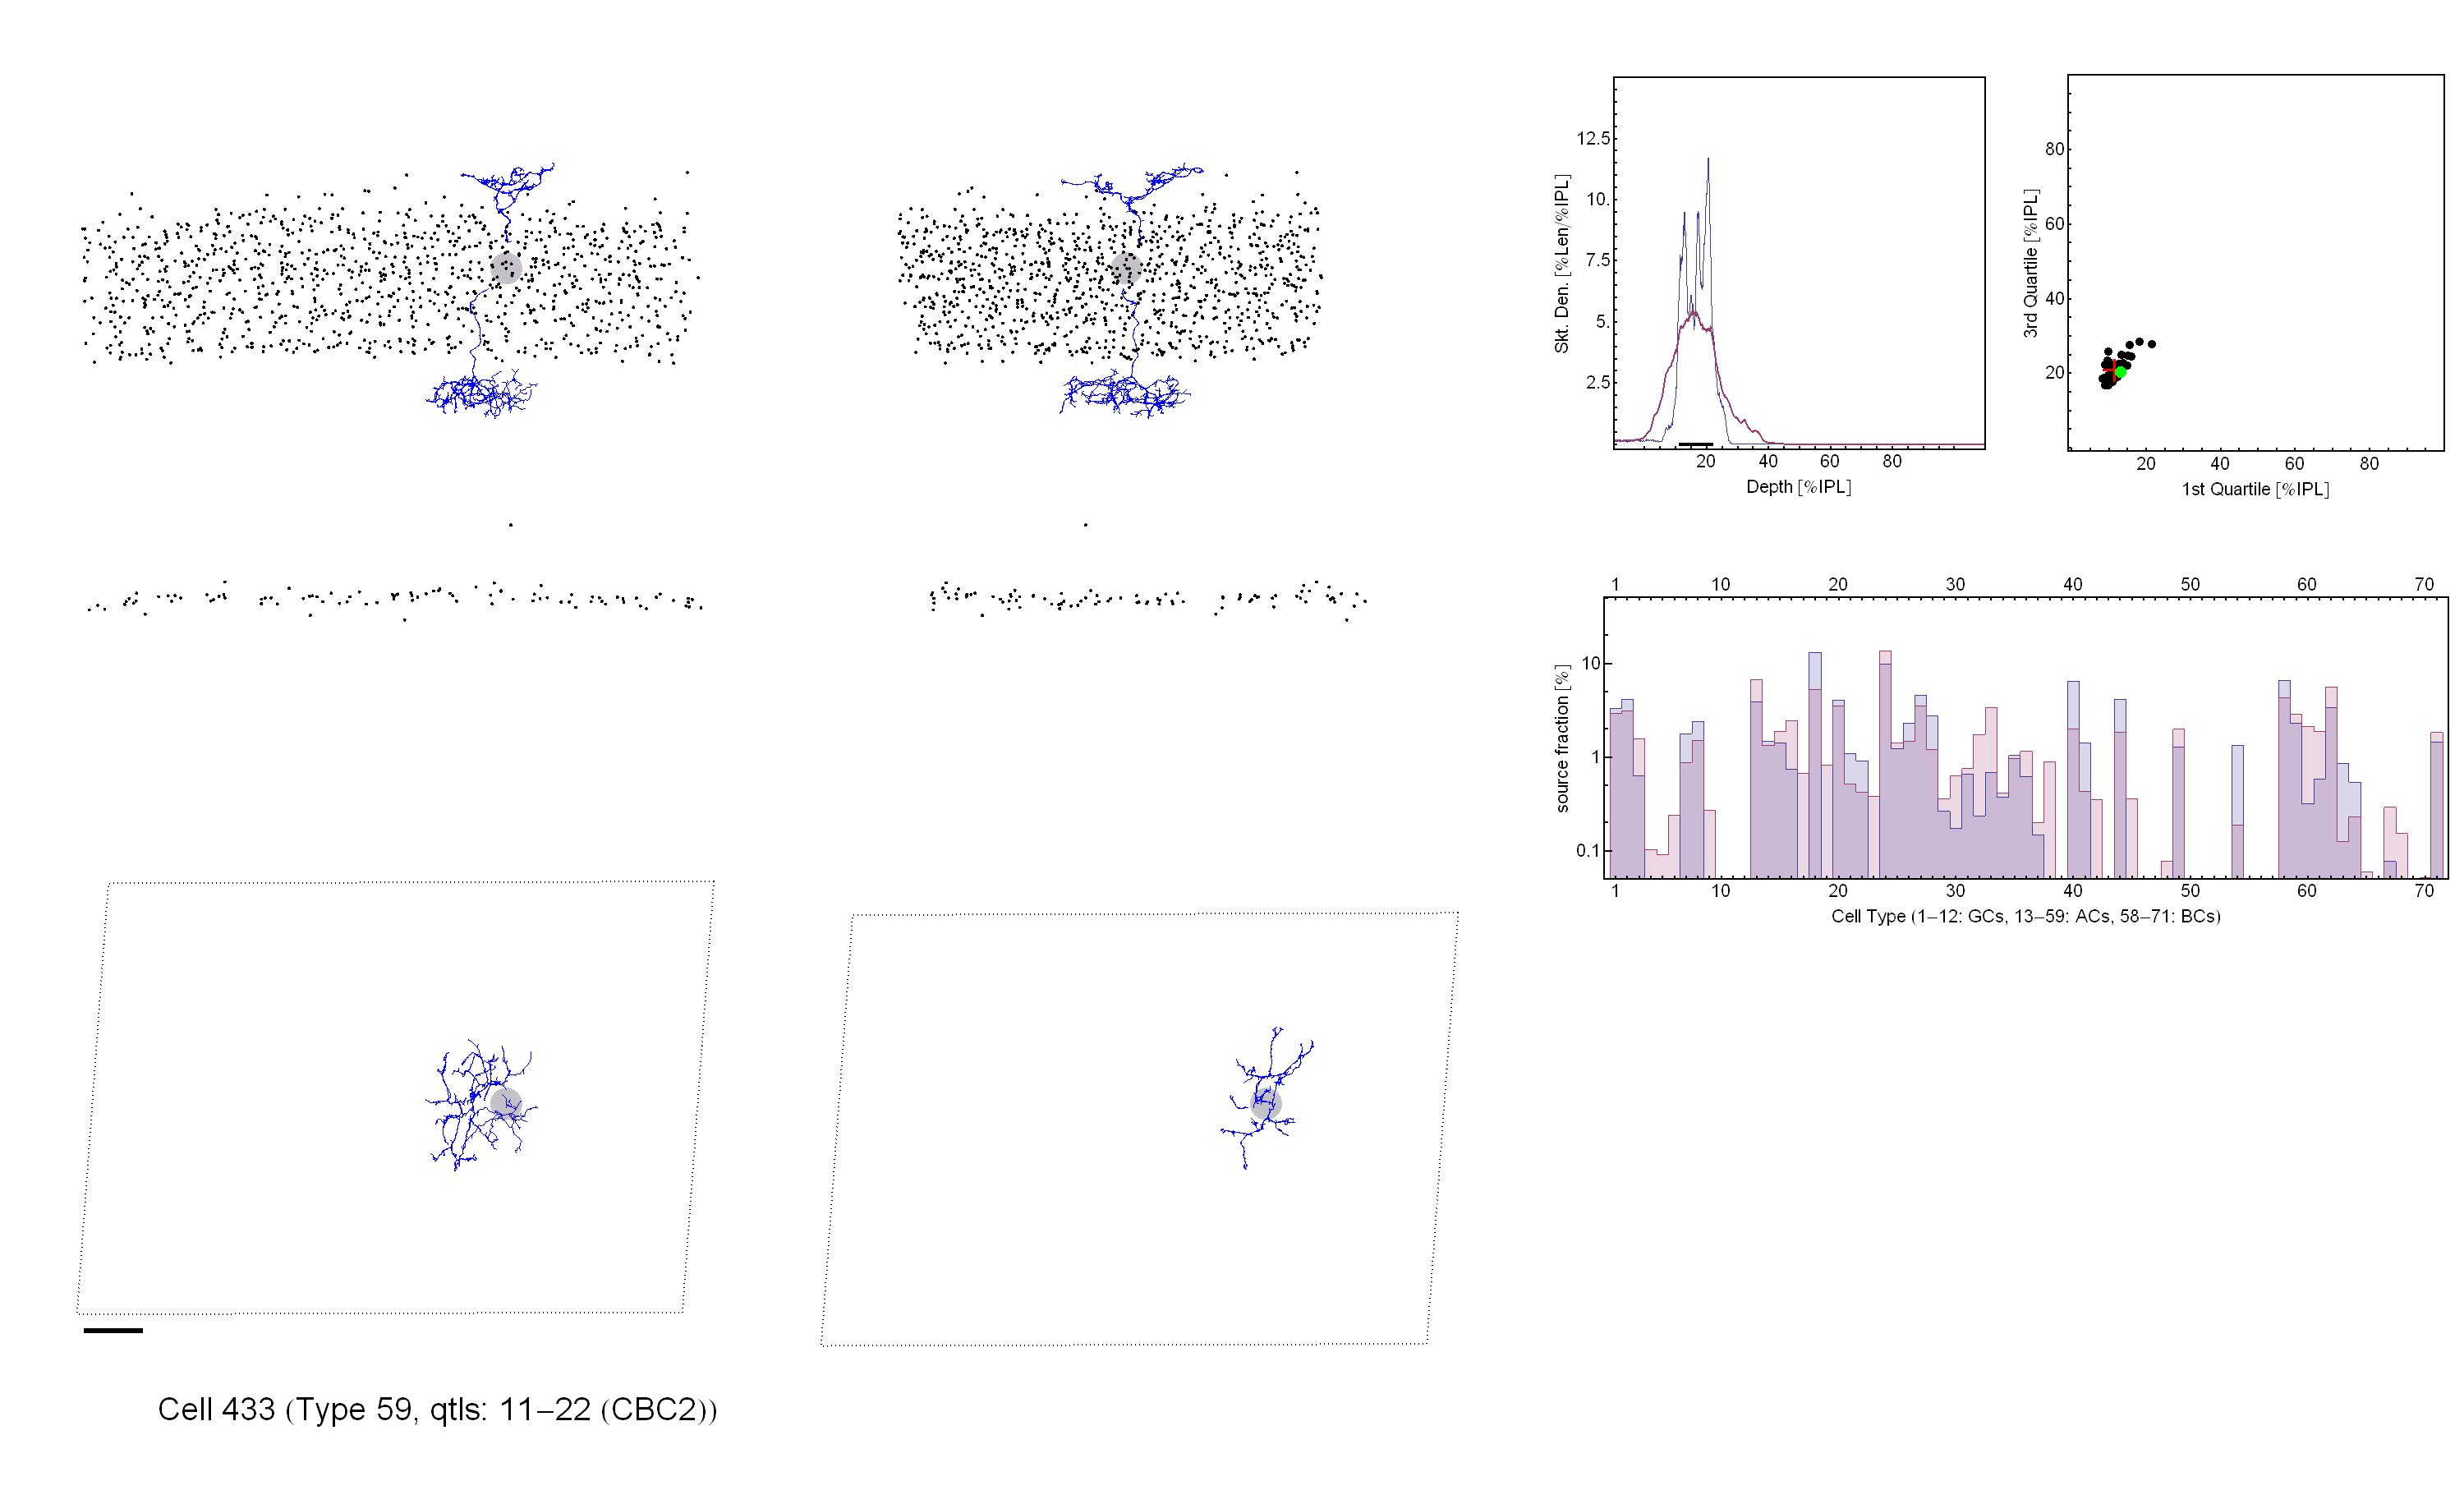 12.5
10.
7.5
5.
2.5
Skt. Den. [%Len/%IPL]
20 40 60 80
Depth [%IPL]
80
60
40
20
3rd Quartile [%IPL]
20 40 60 80
1st Quartile [%IPL]
1 10 20 30 40 50 60 70
10
1
0.1
source fraction [%]
1 10 20 30 40 50 60 70
Cell Type (1–12: GCs, 13–59: ACs, 58–71: BCs)
Cell 433 (Type 59, qtls: 11–22 (CBC2))